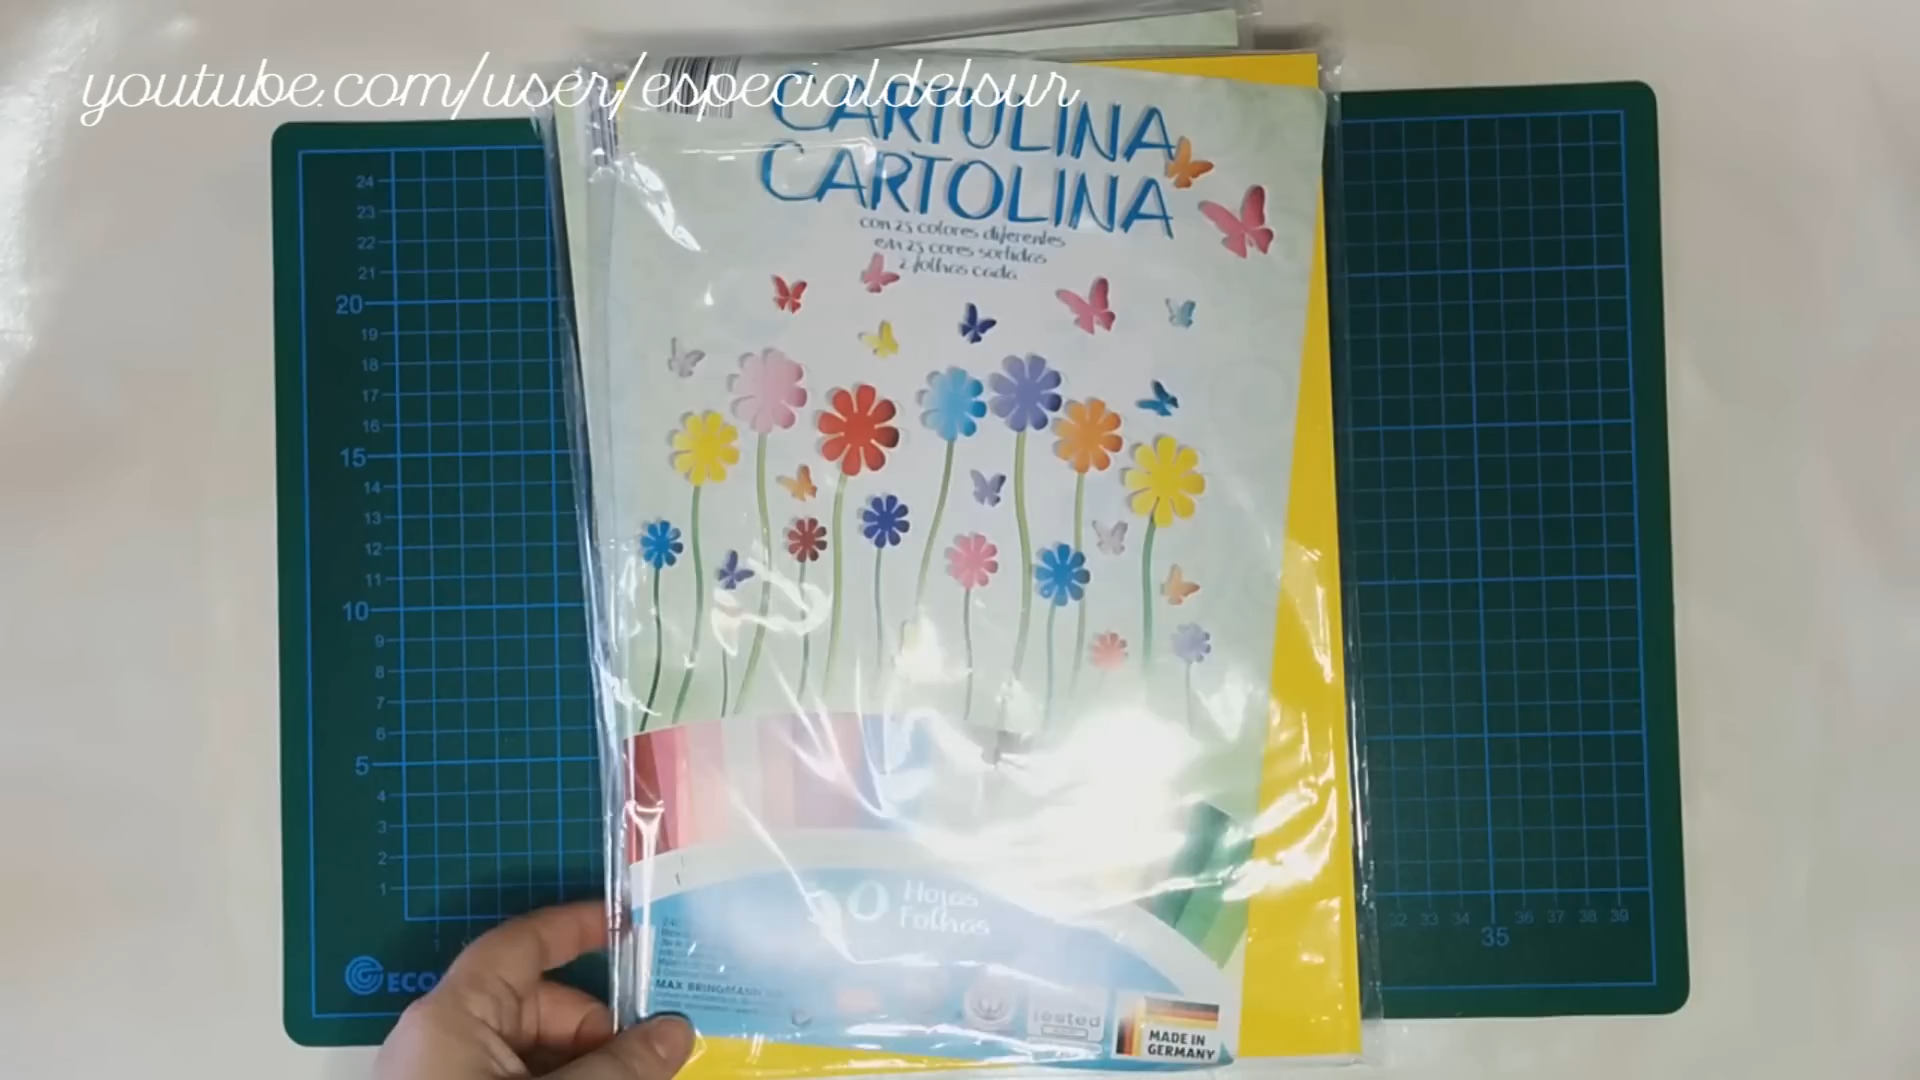 youtube.com/user/especialdelsur
CARTULINA
CARTOLINA
con 25 colores diferentes
em 25 cores sortidas
2 folhas cada
24
23
22
21
20
19
18
17
16
15
14
13
12
11
10
9
8
7
6
5
4
3
2
1
1
32 33 34 35 36 37 38 39
Hojas
Folhas
MAX BRINGMANN
Tested
MADE IN
GERMANY